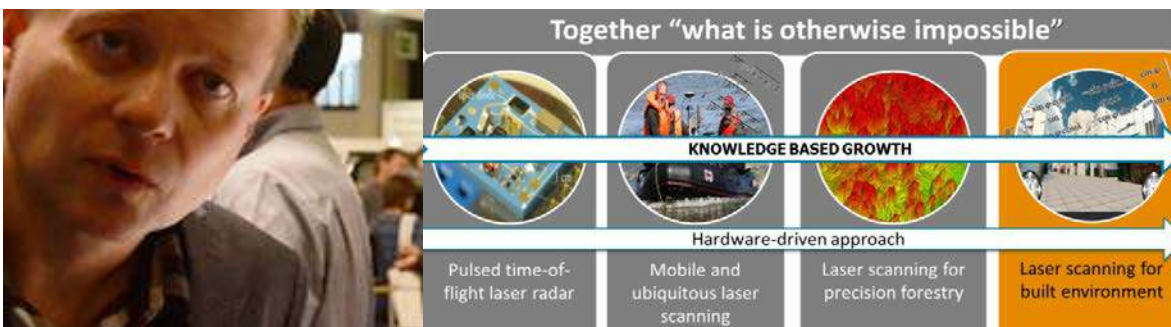 Together “what is otherwise impossible”
KNOWLEDGE BASED GROWTH
Hardware-driven approach
Pulsed time-of-
flight laser radar
Mobile and
ubiquitous laser
scanning
Laser scanning for
precision forestry
Laser scanning for
built environment